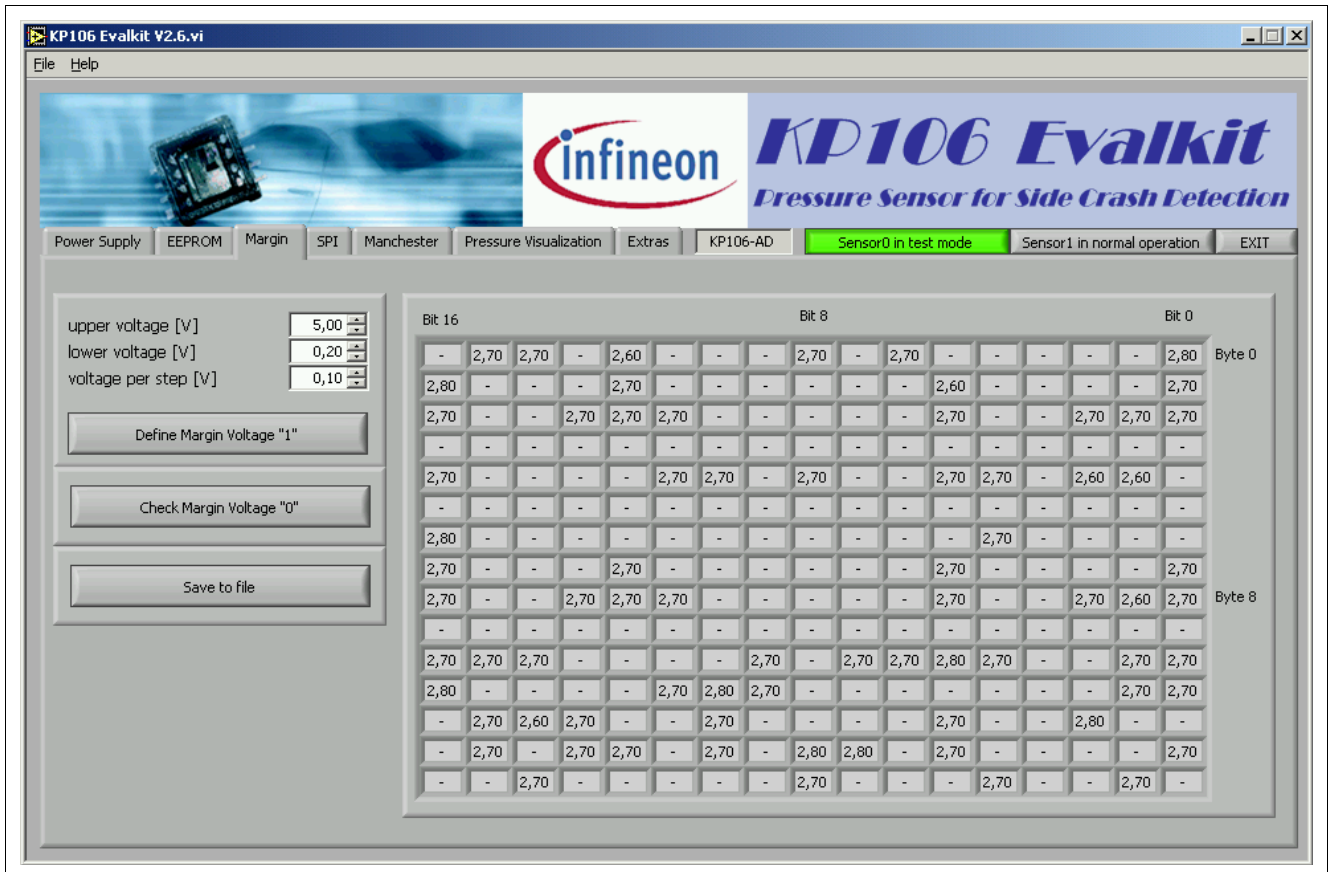 KP106 Evalkit V2.6.vi
File Help
infineon
KP106 Evalkit
Pressure Sensor for Side Crash Detection
Power Supply EEPROM Margin SPI Manchester Pressure Visualization Extras KP106-AD Sensor0 in test mode Sensor1 in normal operation EXIT
upper voltage [V] 5,00
lower voltage [V] 0,20
voltage per step [V] 0,10
Define Margin Voltage "1"
Check Margin Voltage "0"
Save to file
Bit 16 Bit 8 Bit 0
- 2,70 2,70 - 2,60 - - - 2,70 - 2,70 - - - - - 2,80 Byte 0
2,80 - - - 2,70 - - - - - - 2,60 - - - - 2,70
2,70 - - 2,70 2,70 2,70 - - - - - 2,70 - - 2,70 2,70 2,70
- - - - - - - - - - - - - - - - -
2,70 - - - - 2,70 2,70 - 2,70 - - 2,70 2,70 - 2,60 2,60 -
- - - - - - - - - - - - - - - - -
2,80 - - - - - - - - - - - 2,70 - - - -
2,70 - - - 2,70 - - - - - - 2,70 - - - - 2,70
2,70 - - 2,70 2,70 2,70 - - - - - 2,70 - - 2,70 2,60 2,70 Byte 8
- - - - - - - - - - - - - - - - -
2,70 2,70 2,70 - - - - 2,70 - 2,70 2,70 2,80 2,70 - - 2,70 2,70
2,80 - - - - 2,70 2,80 2,70 - - - - - - - 2,70 2,70
- 2,70 2,60 2,70 - - 2,70 - - - - 2,70 - - 2,80 - -
- 2,70 - 2,70 2,70 - 2,70 - 2,80 2,80 - 2,70 - - - - 2,70
- - 2,70 - - - - - 2,70 - - - 2,70 - - 2,70 -